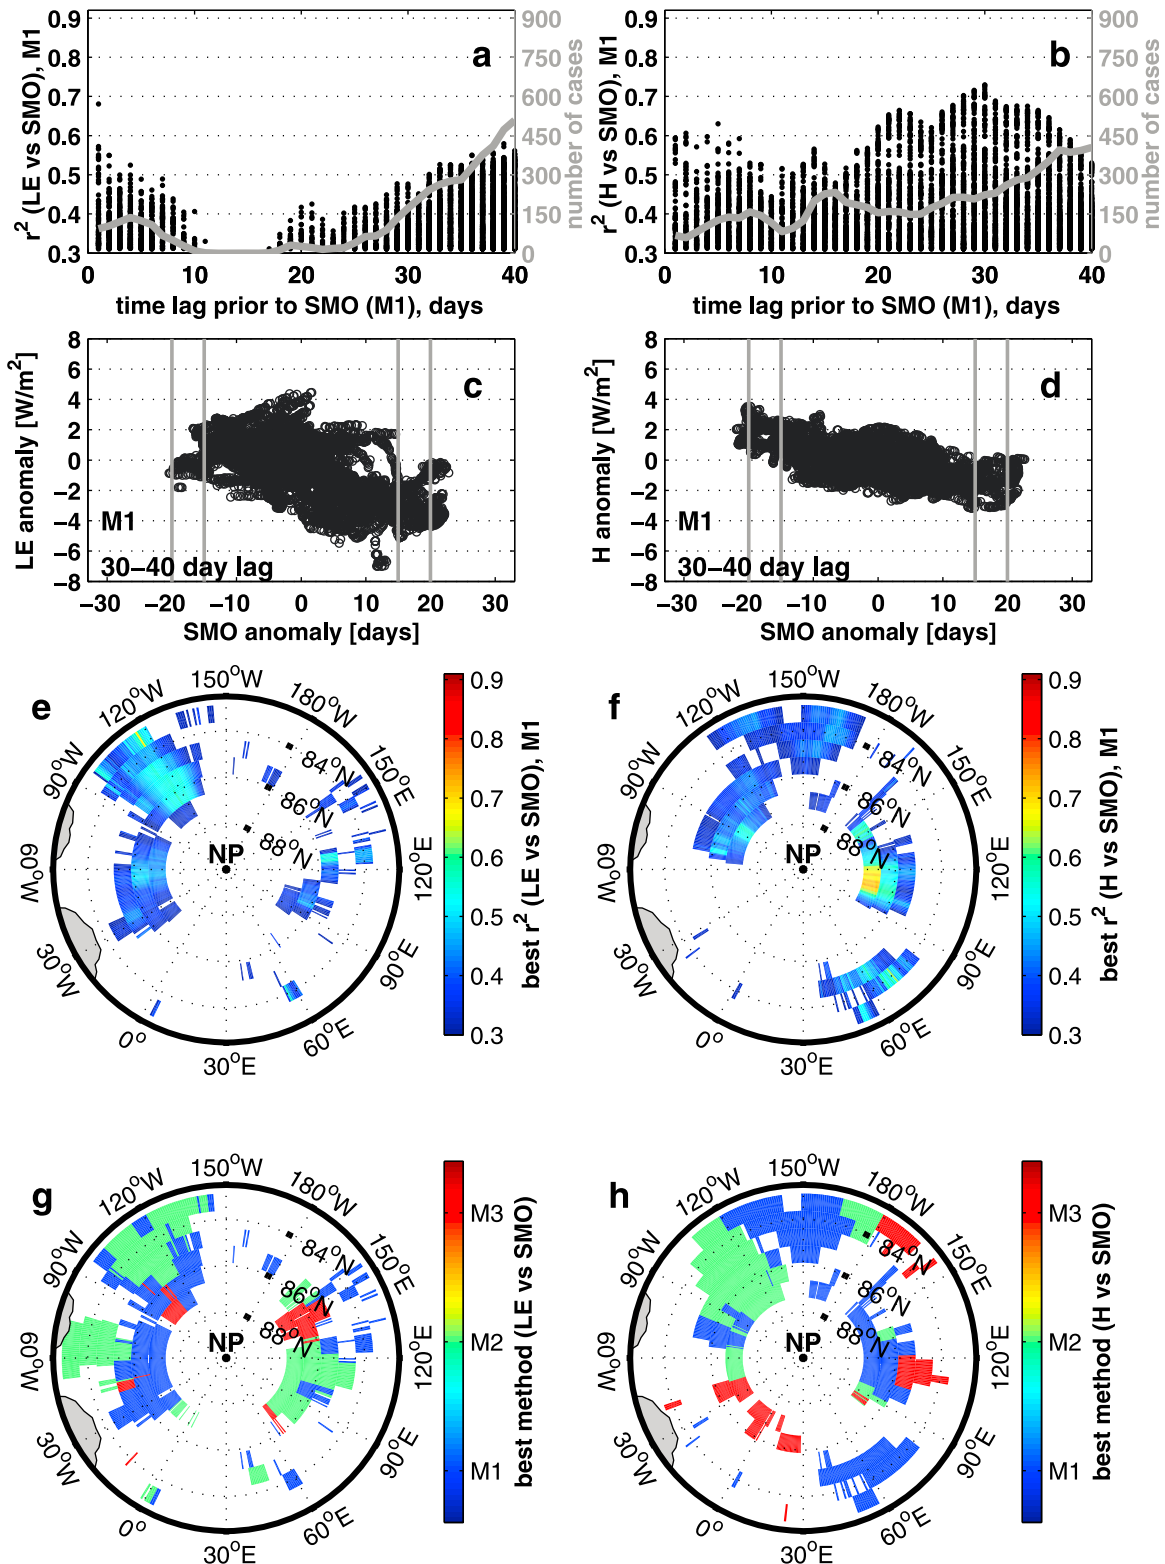 a
0.9
0.8
0.7
0.6
0.5
0.4
0.3
r² (LE vs SMO), M1
900
750
600
450
300
150
0
number of cases
0 10 20 30 40
time lag prior to SMO (M1), days
b
0.9
0.8
0.7
0.6
0.5
0.4
0.3
r² (H vs SMO), M1
900
750
600
450
300
150
0
number of cases
0 10 20 30 40
time lag prior to SMO (M1), days
c
8
6
4
2
0
−2
−4
−6
−8
LE anomaly [W/m²]
M1
30−40 day lag
−30 −20 −10 0 10 20 30
SMO anomaly [days]
d
8
6
4
2
0
−2
−4
−6
−8
H anomaly [W/m²]
M1
30−40 day lag
−30 −20 −10 0 10 20 30
SMO anomaly [days]
e
150°W
180°W
150°E
120°E
90°E
60°E
30°E
0°
30°W
60°W
90°W
120°W
84°N
86°N
88°N
NP
0.9
0.8
0.7
0.6
0.5
0.4
0.3
best r² (LE vs SMO), M1
f
150°W
180°W
150°E
120°E
90°E
60°E
30°E
0°
30°W
60°W
90°W
120°W
84°N
86°N
88°N
NP
0.9
0.8
0.7
0.6
0.5
0.4
0.3
best r² (H vs SMO), M1
g
150°W
180°W
150°E
120°E
90°E
60°E
30°E
0°
30°W
60°W
90°W
120°W
84°N
86°N
88°N
NP
M3
M2
M1
best method (LE vs SMO)
h
150°W
180°W
150°E
120°E
90°E
60°E
30°E
0°
30°W
60°W
90°W
120°W
84°N
86°N
88°N
NP
M3
M2
M1
best method (H vs SMO)